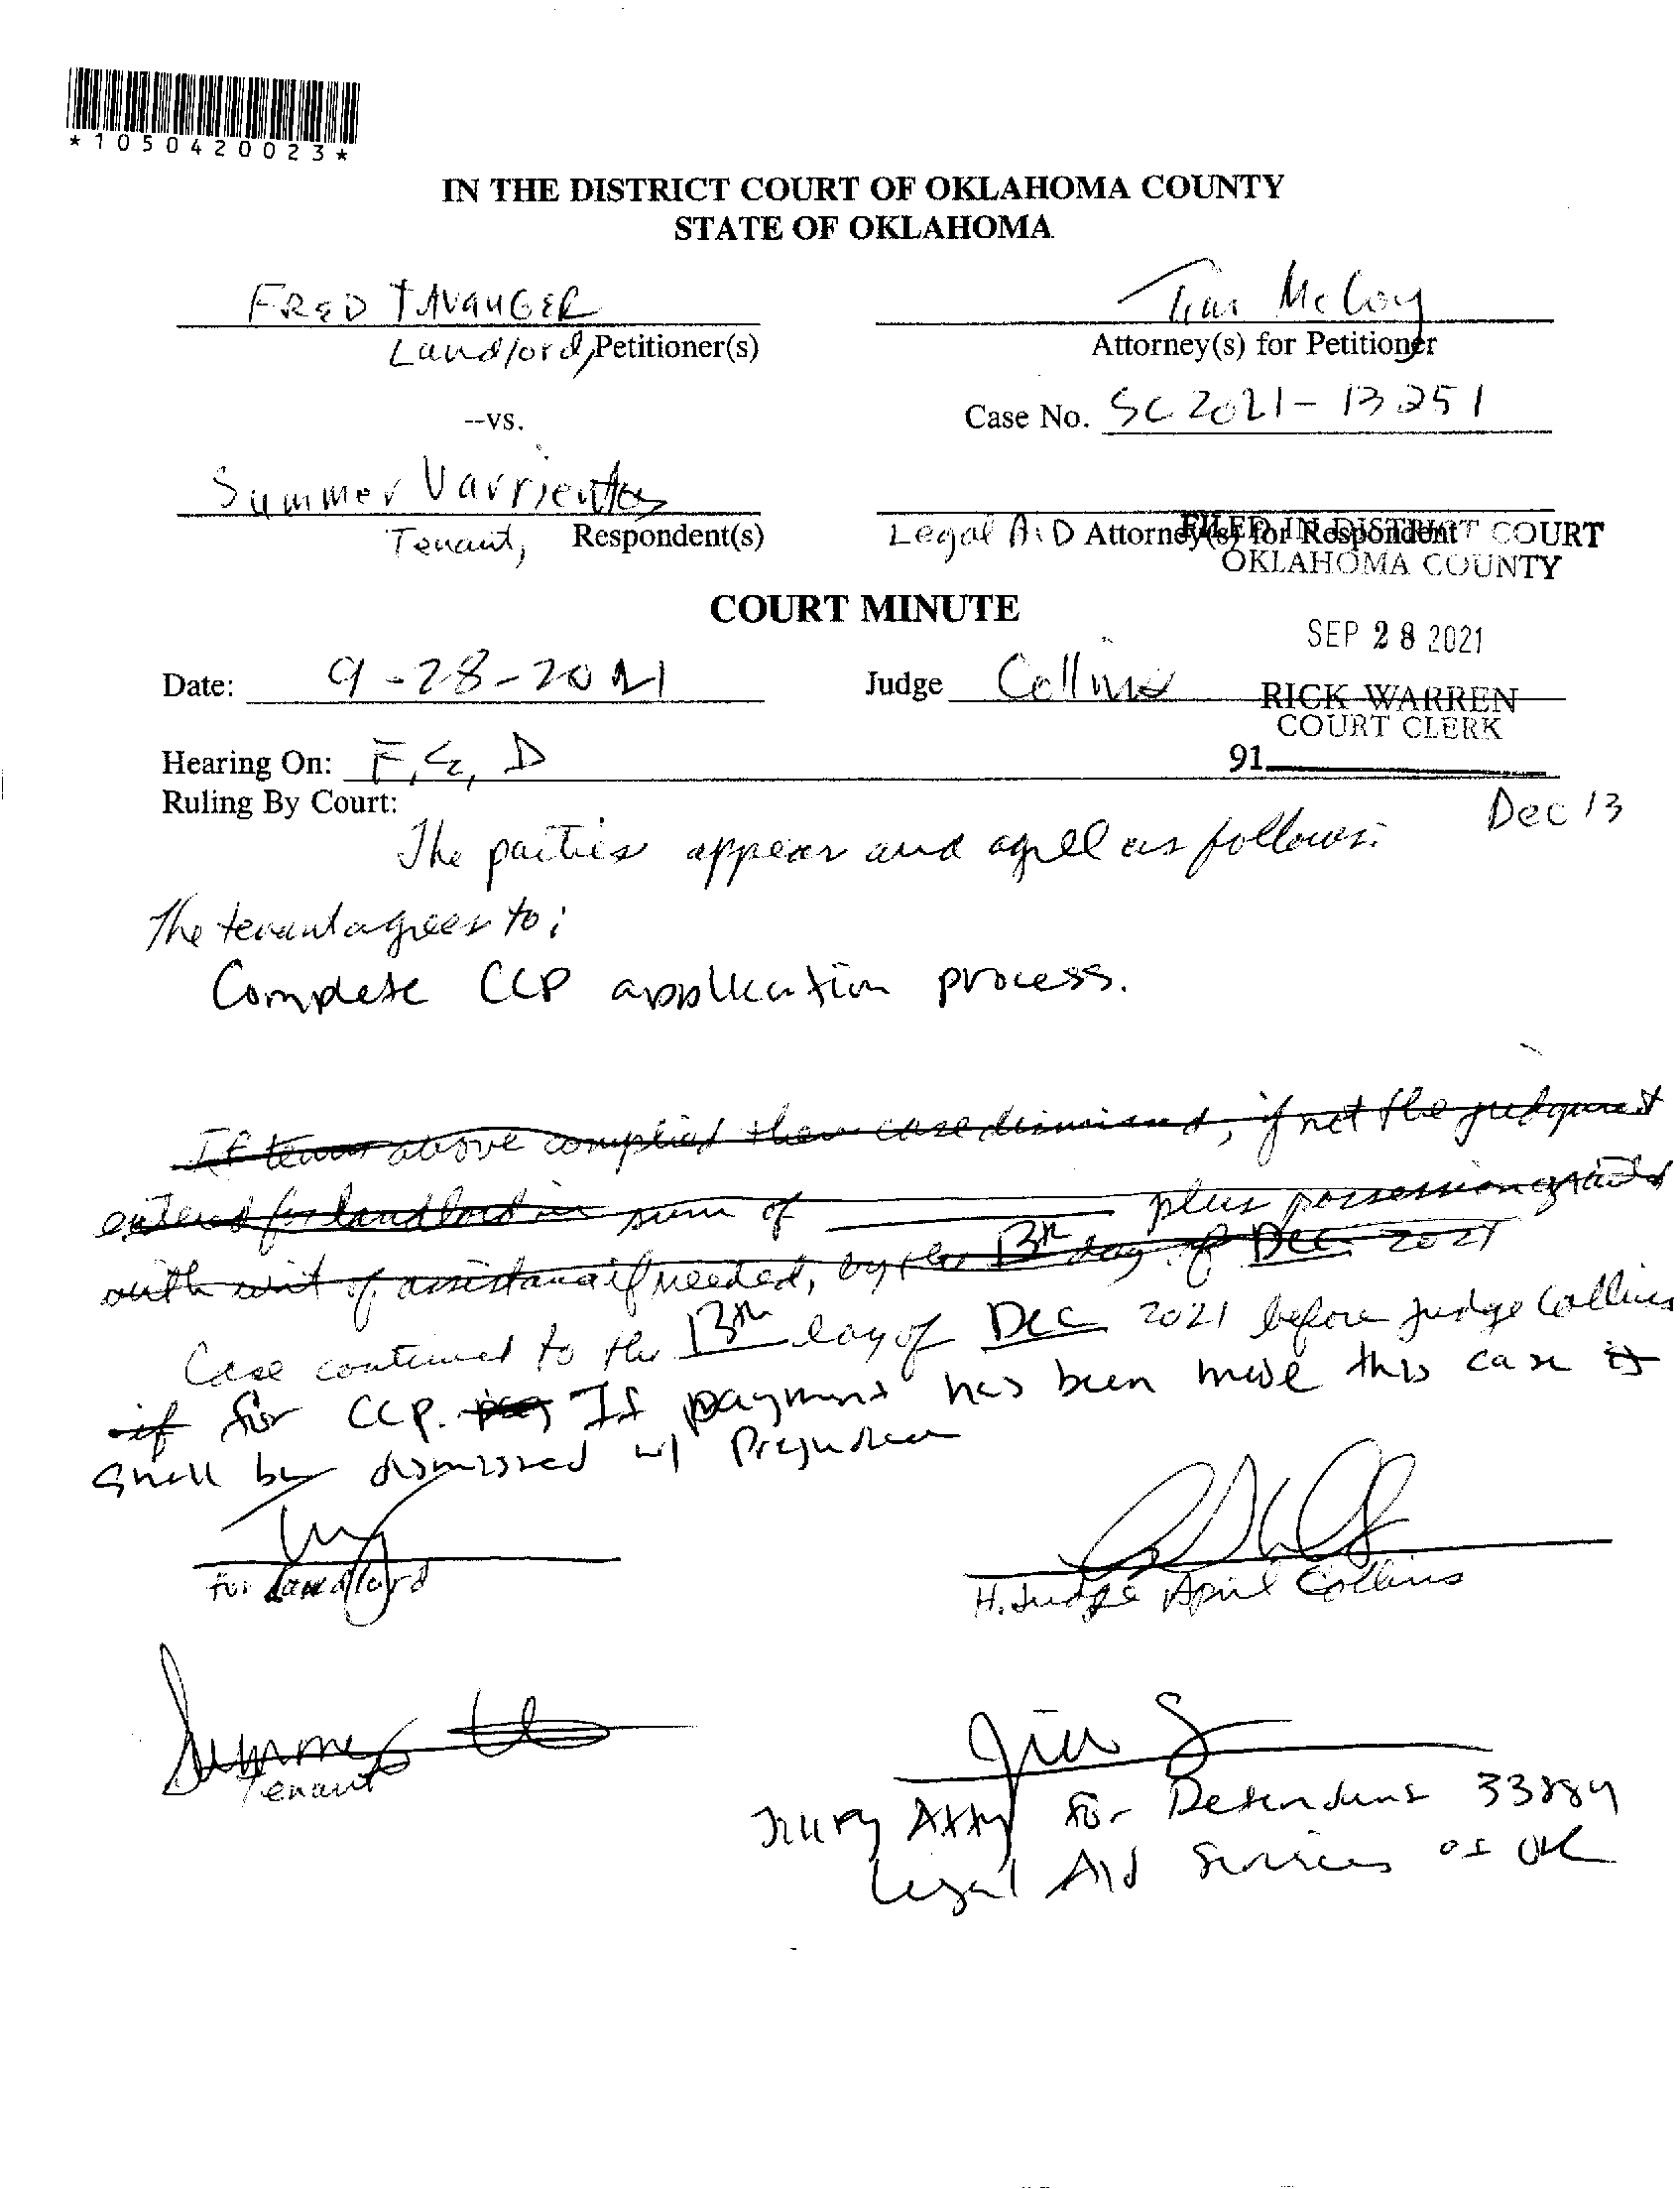 *1050420023*
IN THE DISTRICT COURT OF OKLAHOMA COUNTY
STATE OF OKLAHOMA
FRED TAVANGER
Landlord, Petitioner(s)
Tim McCoy
Attorney(s) for Petitioner
--vs.
Case No. SC 2021-13251
Summer Varrientos
Tenant, Respondent(s)
Legal AiD Attorney(s) for Respondent
FILED IN DISTRICT COURT
OKLAHOMA COUNTY
COURT MINUTE
SEP 28 2021
Date: 9-28-2021
Judge Collins
RICK WARREN
COURT CLERK
Hearing On: F, E, D
91
Ruling By Court:
Dec 13
The parties appear and agree as follows:
The tenant agrees to:
Complete CCP application process.
If tenant above complied then case dismissed, if not the judgment
entered for landlord in sum of plus possession granted
with writ of assistance if needed, by the 13th day of Dec 2021
Case continued to the 13th day of Dec 2021 before Judge Collins
if for CCP. pay If payment has been made this case is
shall be dismissed w/ Prejudice
For Landlord
H. Judge April Collins
Summer
Tenant
Jill
Atty for Defendant 33884
Legal Aid Services of OK